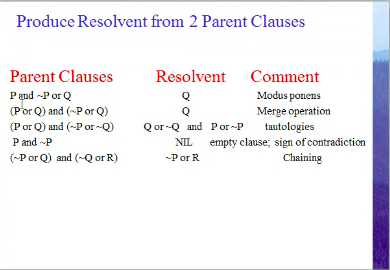 Produce Resolvent from 2 Parent Clauses
Parent Clauses Resolvent Comment
P and ~P or Q Q Modus ponens
(P or Q) and (~P or Q) Q Merge operation
(P or Q) and (~P or ~Q) Q or ~Q and P or ~P tautologies
P and ~P NIL empty clause; sign of contradiction
(~P or Q) and (~Q or R) ~P or R Chaining